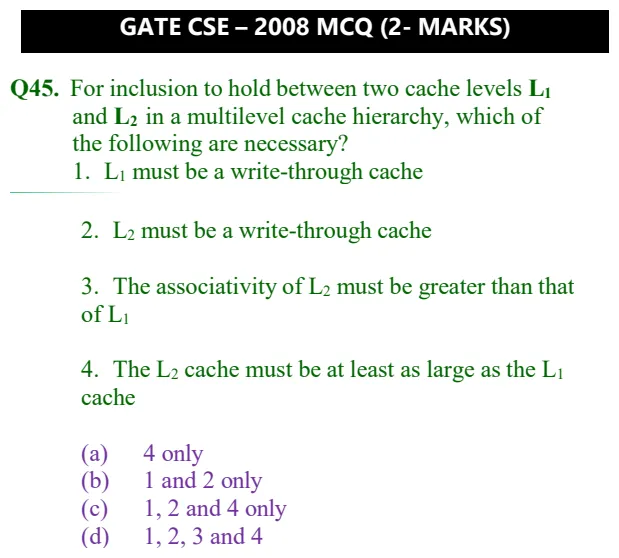 GATE CSE – 2008 MCQ (2- MARKS)
Q45. For inclusion to hold between two cache levels L₁
and L₂ in a multilevel cache hierarchy, which of
the following are necessary?
1. L₁ must be a write-through cache
2. L₂ must be a write-through cache
3. The associativity of L₂ must be greater than that
of L₁
4. The L₂ cache must be at least as large as the L₁
cache
(a) 4 only
(b) 1 and 2 only
(c) 1, 2 and 4 only
(d) 1, 2, 3 and 4